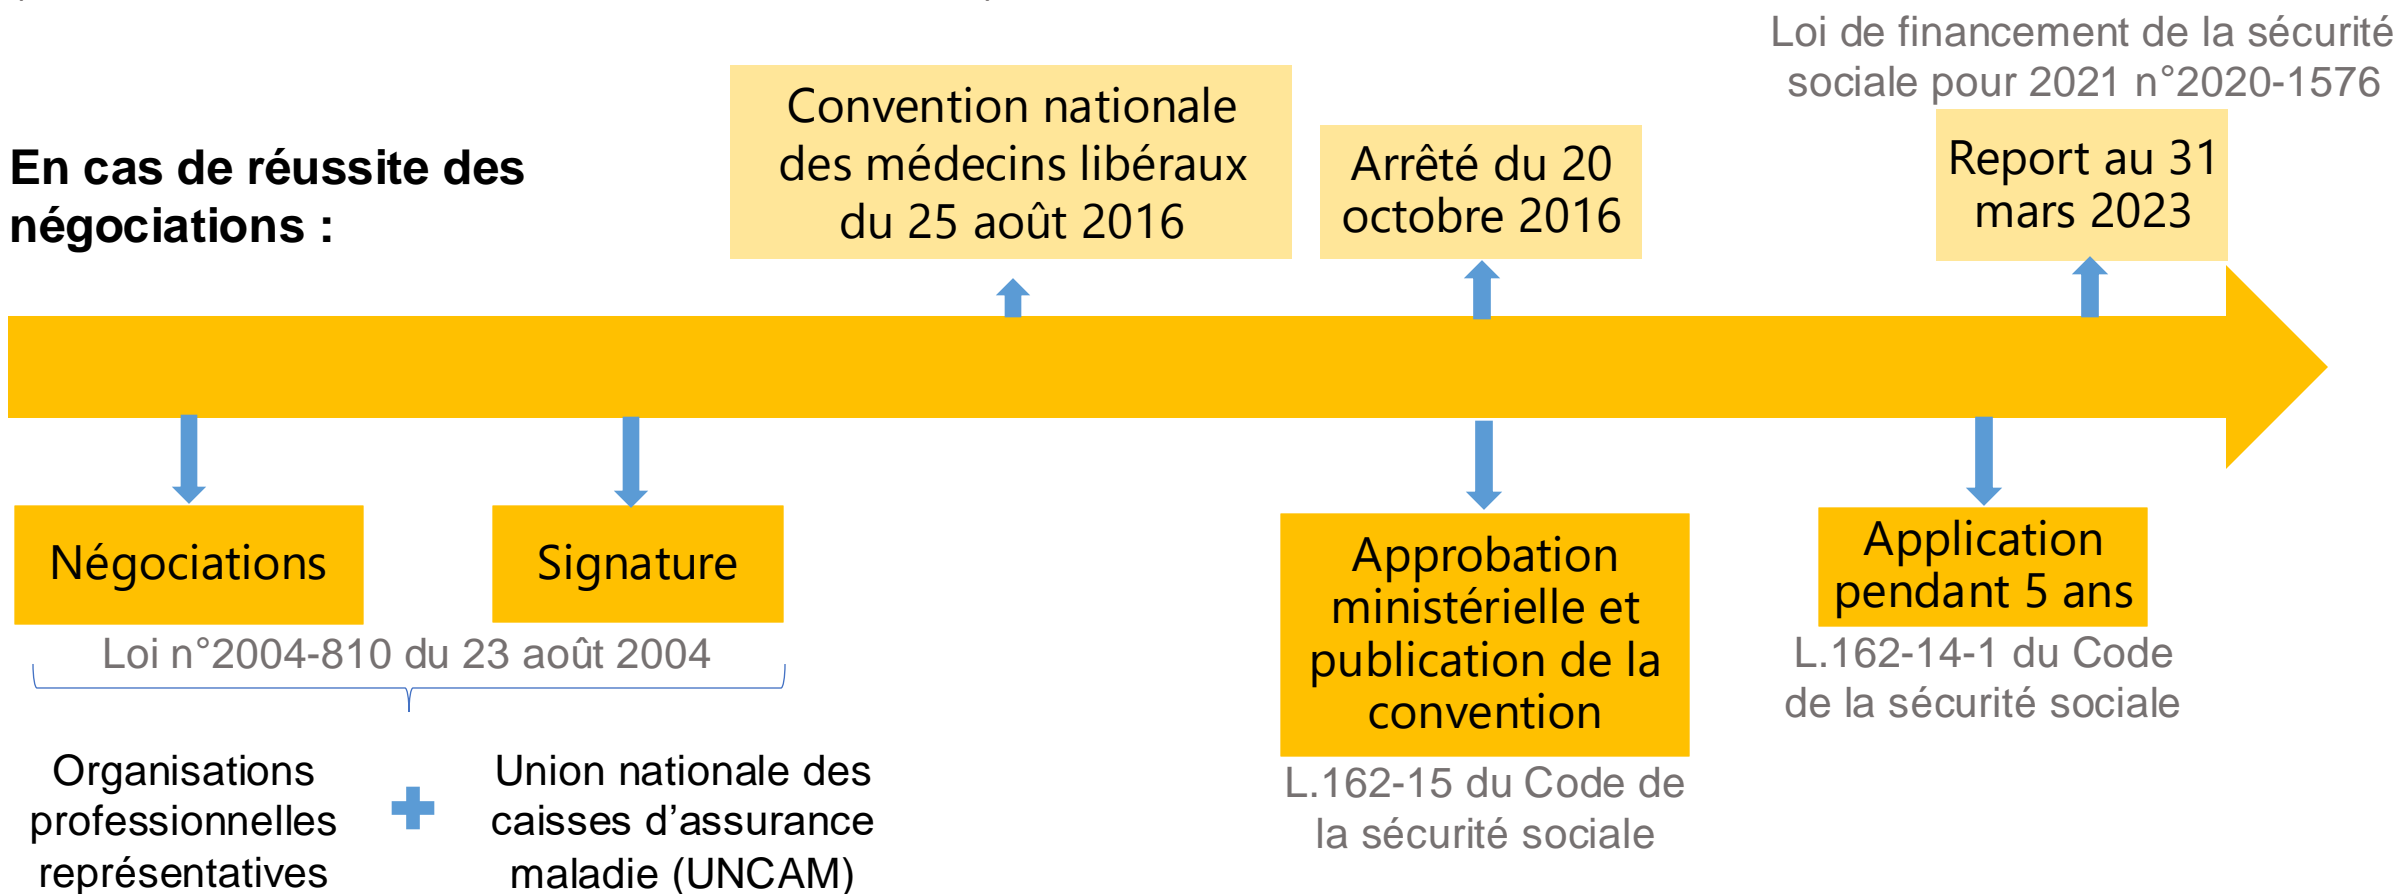 Loi de financement de la sécurité
sociale pour 2021 n°2020-1576
En cas de réussite des
négociations :
Convention nationale
des médecins libéraux
du 25 août 2016
Arrêté du 20
octobre 2016
Report au 31
mars 2023
Négociations
Signature
Loi n°2004-810 du 23 août 2004
Organisations
professionnelles
représentatives
Union nationale des
caisses d’assurance
maladie (UNCAM)
Approbation
ministérielle et
publication de la
convention
L.162-15 du Code de
la sécurité sociale
Application
pendant 5 ans
L.162-14-1 du Code
de la sécurité sociale